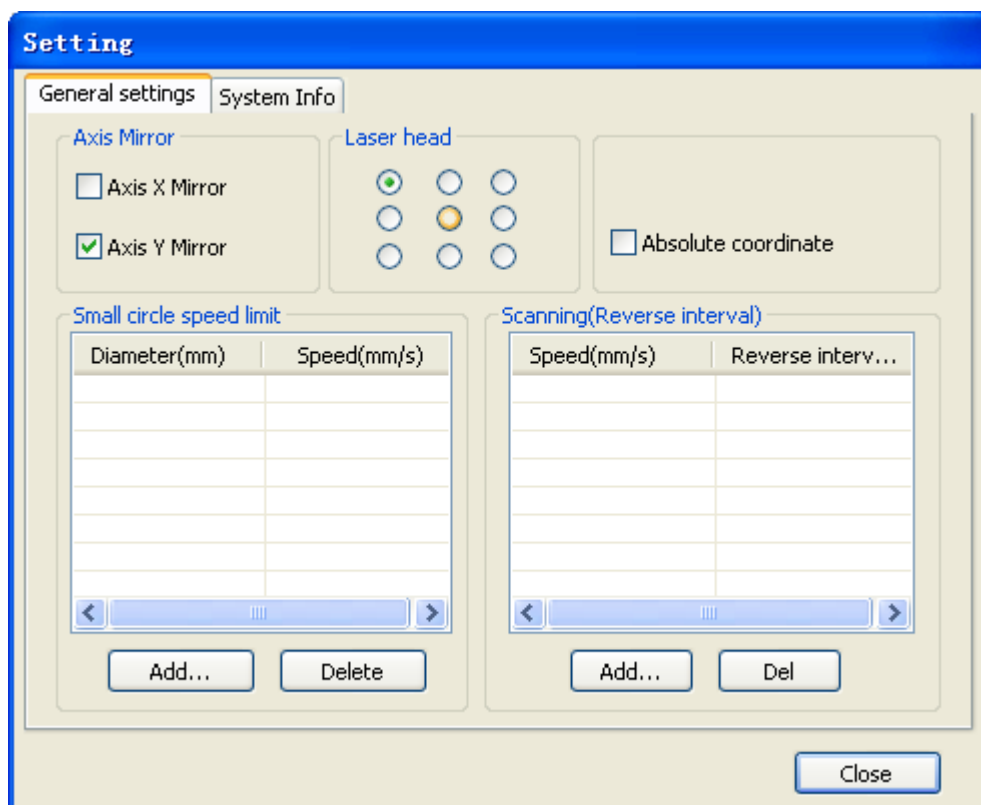 Setting
General settings
System Info
Axis Mirror
Axis X Mirror
Axis Y Mirror
Laser head
Absolute coordinate
Small circle speed limit
Diameter(mm) Speed(mm/s)
Add... Delete
Scanning(Reverse interval)
Speed(mm/s) Reverse interv...
Add... Del
Close